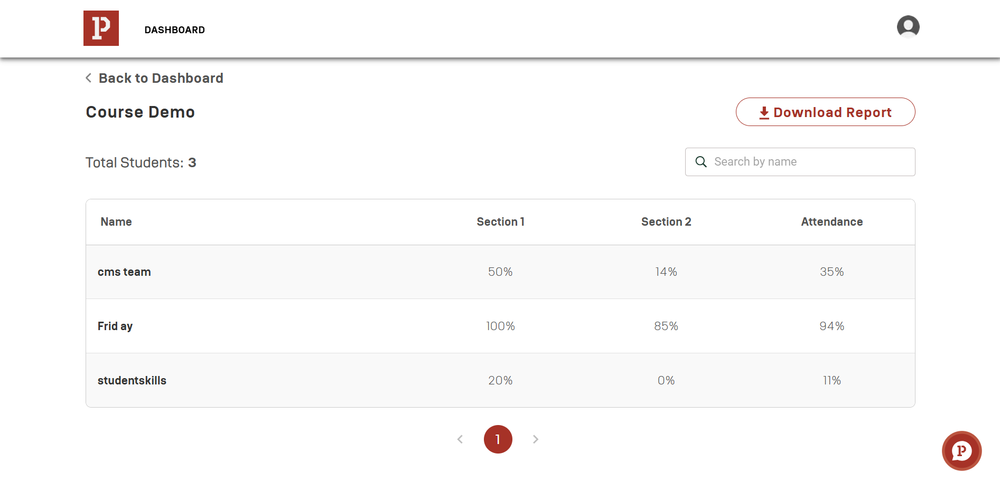 P DASHBOARD
Back to Dashboard
Course Demo
Download Report
Total Students: 3
Search by name
Name Section 1 Section 2 Attendance
cms team 50% 14% 35%
Frid ay 100% 85% 94%
studentskills 20% 0% 11%
1
P